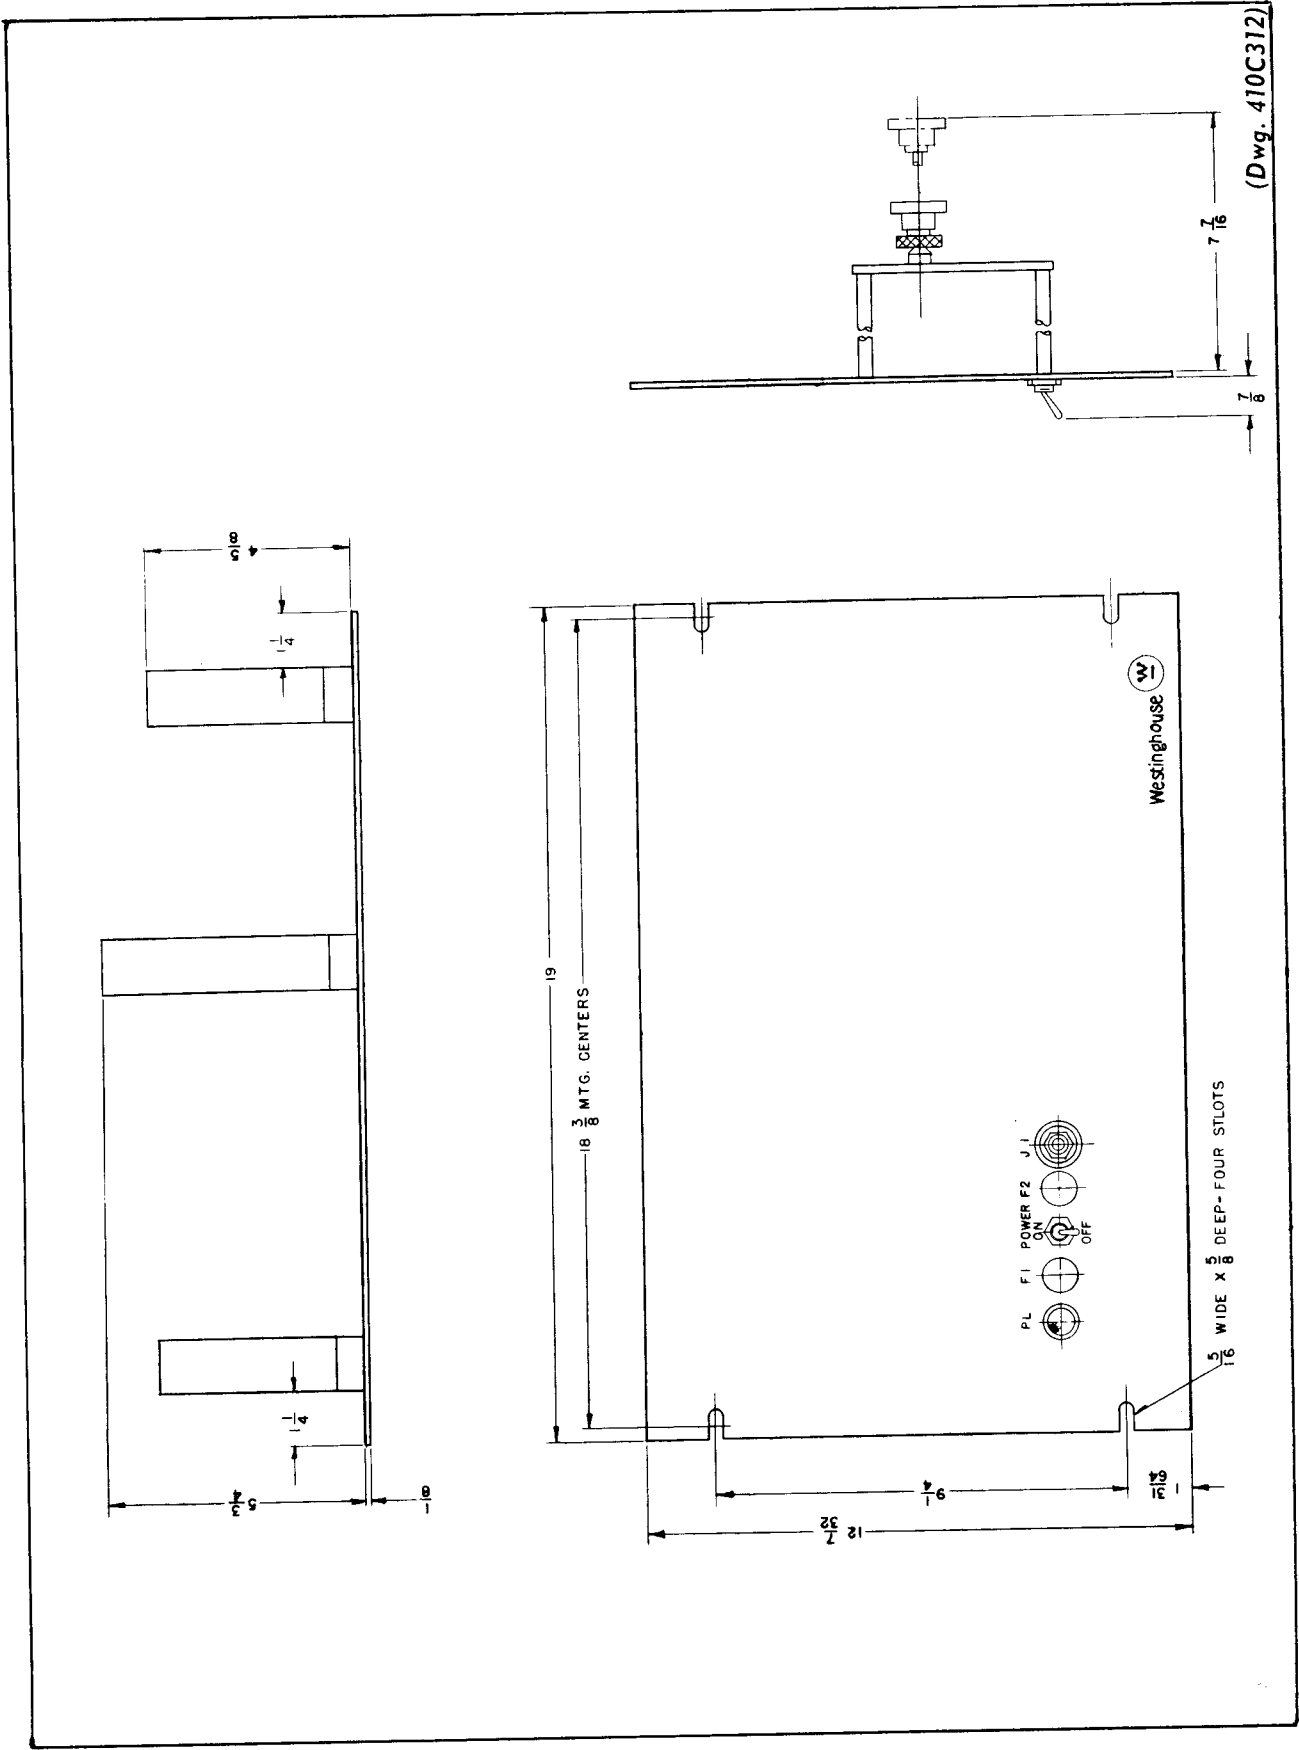 (Dwg. 410C312)
4 5/8
1 1/4
1 1/4
5 3/4
1/8
7 7/16
7/8
19
18 3/8 MTG. CENTERS
12 7/32
9 1/4
1 31/64
PL
F1
POWER
ON
OFF
F2
J1
Westinghouse
W
5/16 WIDE X 5/8 DEEP-FOUR STLOTS